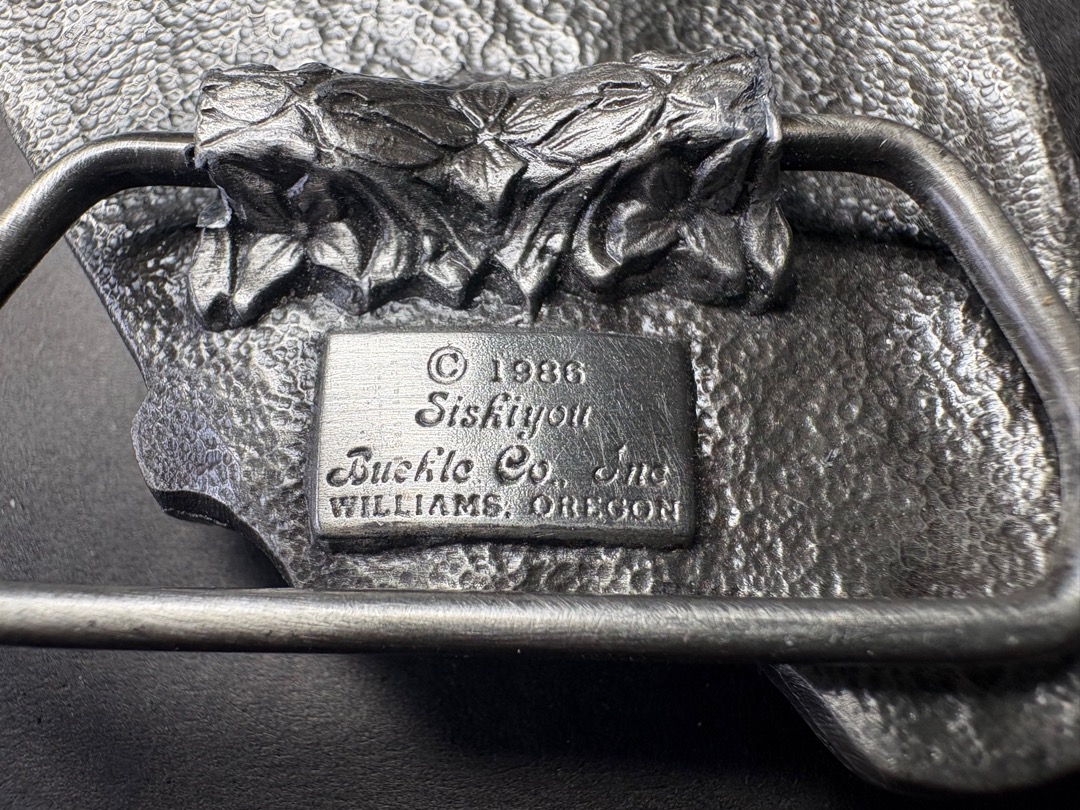 © 1986
Siskiyou
Buckle Co., Inc
WILLIAMS, OREGON